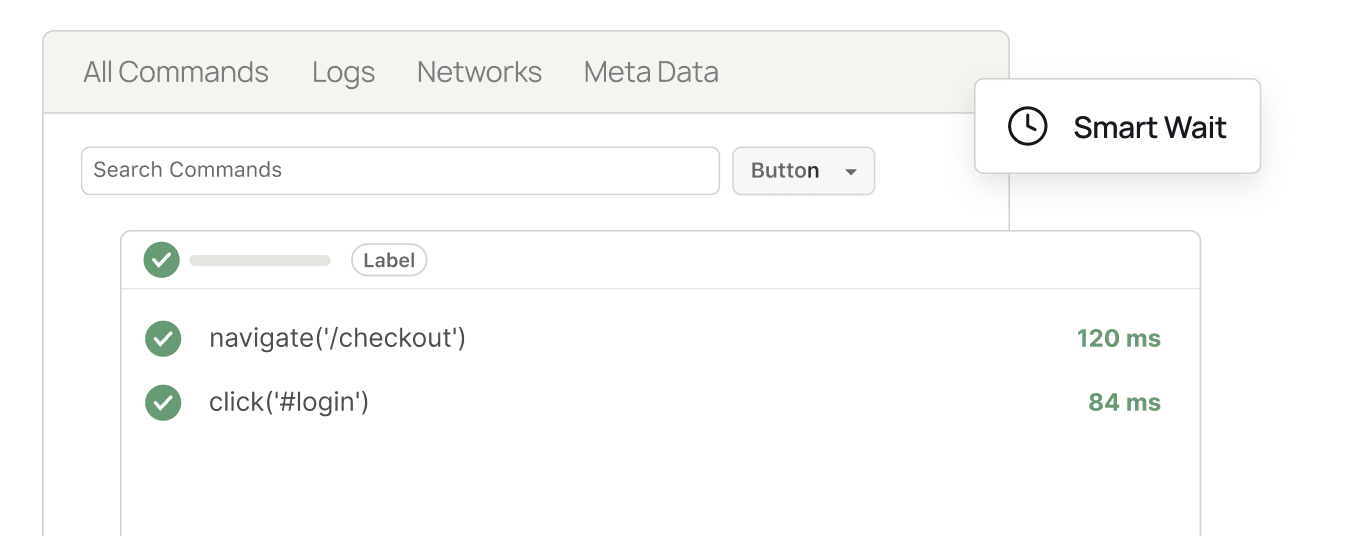 All Commands Logs Networks Meta Data
Smart Wait
Search Commands Button
Label
navigate('/checkout') 120 ms
click('#login') 84 ms